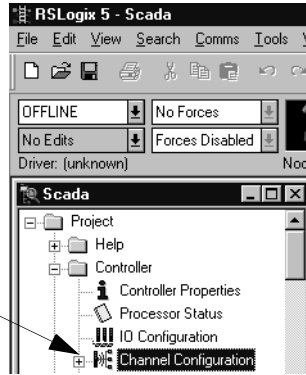 RSLogix 5 - Scada
File Edit View Search Comms Tools
OFFLINE No Forces
No Edits Forces Disabled
Driver: (unknown)
Scada
Project
Help
Controller
Controller Properties
Processor Status
IO Configuration
Channel Configuration